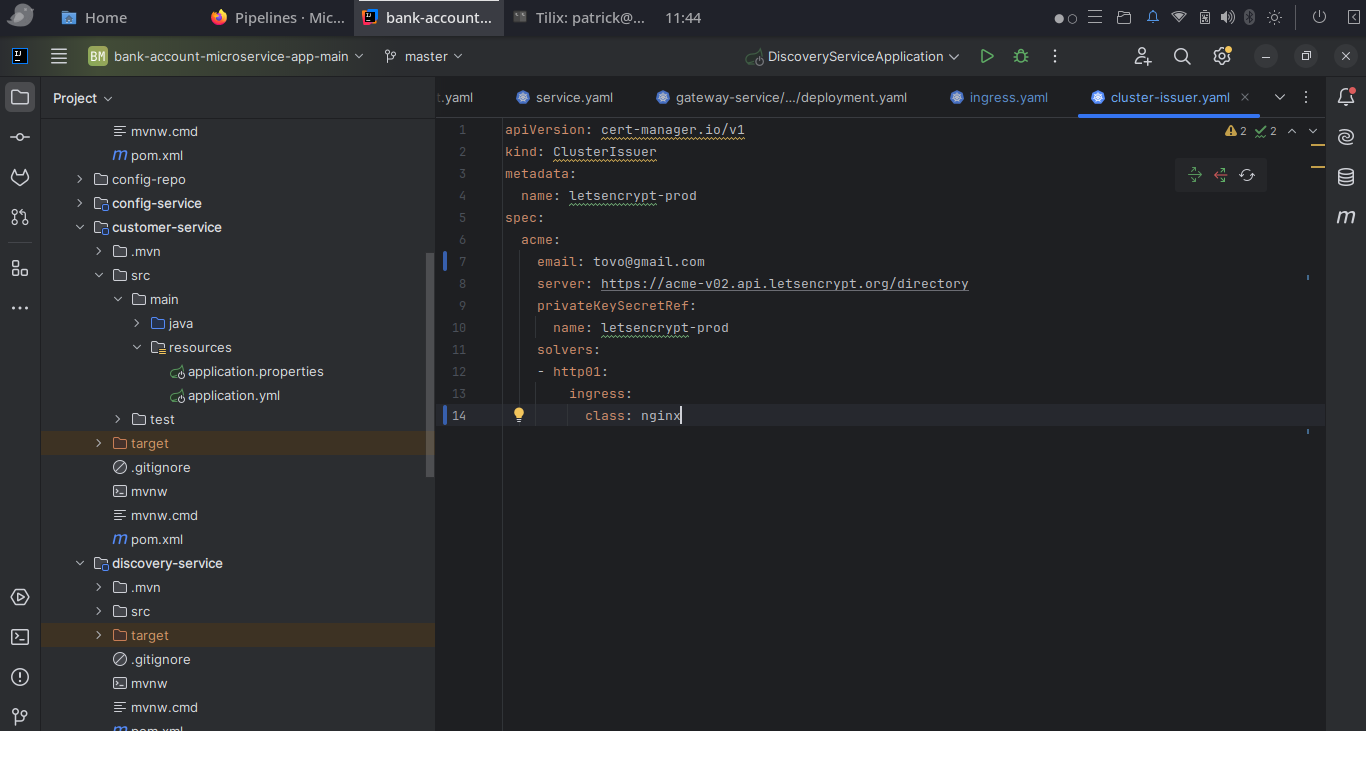 Home
Pipelines · Mic...
bank-account...
Tilix: patrick@...
11:44
BM bank-account-microservice-app-main
master
DiscoveryServiceApplication
Project
t.yaml
service.yaml
gateway-service/.../deployment.yaml
ingress.yaml
cluster-issuer.yaml
mvnw.cmd
pom.xml
config-repo
config-service
customer-service
.mvn
src
main
java
resources
application.properties
application.yml
test
target
.gitignore
mvnw
mvnw.cmd
pom.xml
discovery-service
.mvn
src
target
.gitignore
mvnw
mvnw.cmd
pom.xml
2 2
1 apiVersion: cert-manager.io/v1
2 kind: ClusterIssuer
3 metadata:
4 name: letsencrypt-prod
5 spec:
6 acme:
7 email: tovo@gmail.com
8 server: https://acme-v02.api.letsencrypt.org/directory
9 privateKeySecretRef:
10 name: letsencrypt-prod
11 solvers:
12 - http01:
13 ingress:
14 class: nginx